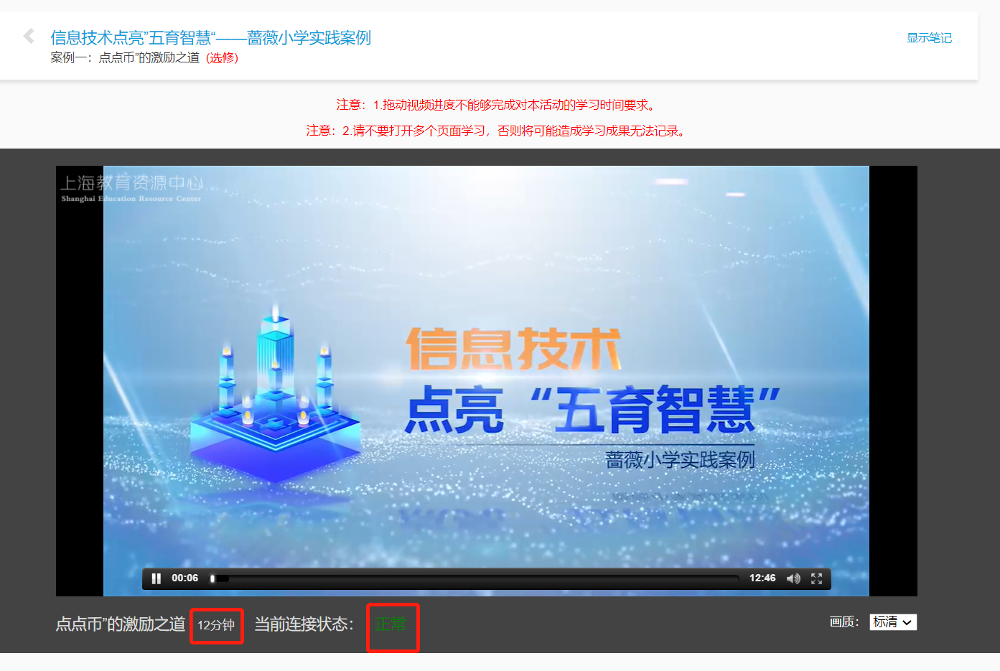 信息技术点亮”五育智慧“——蔷薇小学实践案例
显示笔记
案例一：点点币”的激励之道 (选修)
注意：1.拖动视频进度不能够完成对本活动的学习时间要求。
注意：2.请不要打开多个页面学习，否则将可能造成学习成果无法记录。
上海教育资源中心
Shanghai Education Resource Center
信息技术
点亮“五育智慧”
蔷薇小学实践案例
00:06
12:46
点点币”的激励之道 12分钟 当前连接状态： 正常
画质： 标清